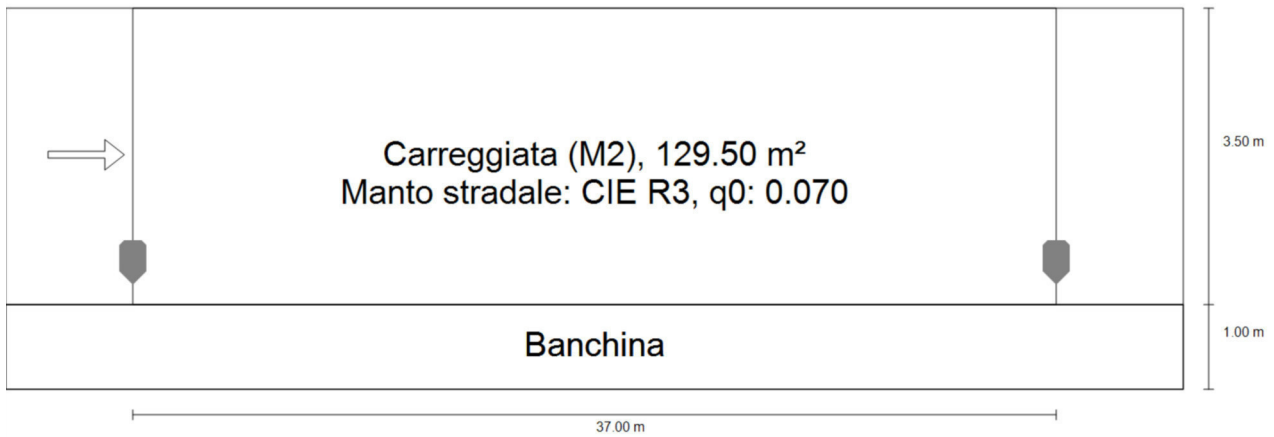 Carreggiata (M2), 129.50 m²
Manto stradale: CIE R3, q0: 0.070
3.50 m
Banchina
1.00 m
37.00 m